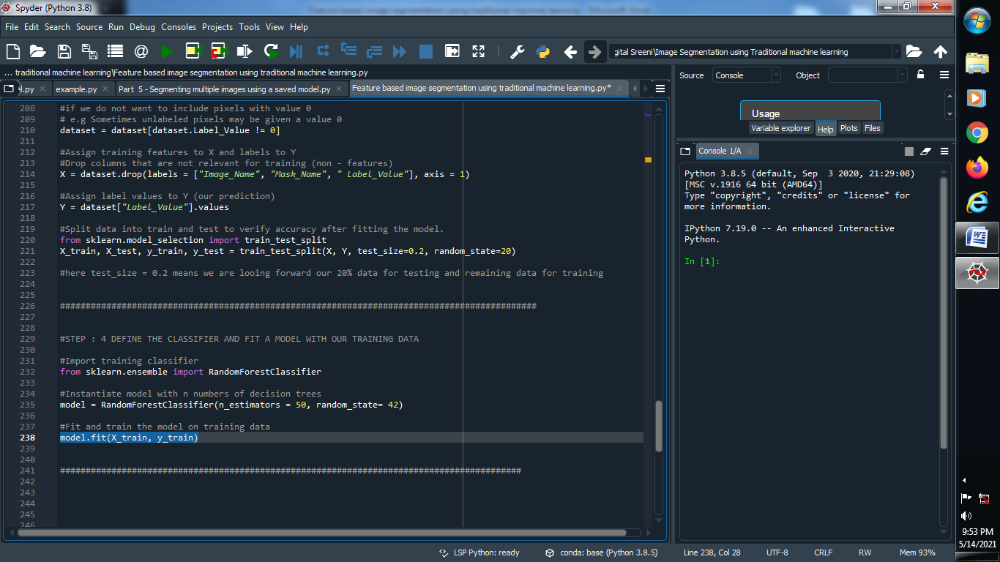 Spyder (Python 3.8)
File Edit Search Source Run Debug Consoles Projects Tools View Help
gital Sreeni\Image Segmentation using Traditional machine learning
... traditional machine learning\Feature based image segmentation using traditional machine learning.py
l.py example.py Part 5 - Segmenting multiple images using a saved model.py Feature based image segmentation using traditional machine learning.py*
208 #if we do not want to include pixels with value 0
209 # e.g Sometimes unlabeled pixels may be given a value 0
210 dataset = dataset[dataset.Label_Value != 0]
211
212 #Assign training features to X and labels to Y
213 #Drop columns that are not relevant for training (non - features)
214 X = dataset.drop(labels = ["Image_Name", "Mask_Name", " Label_Value"], axis = 1)
215
216 #Assign label values to Y (our prediction)
217 Y = dataset["Label_Value"].values
218
219 #Split data into train and test to verify accuracy after fitting the model.
220 from sklearn.model_selection import train_test_split
221 X_train, X_test, y_train, y_test = train_test_split(X, Y, test_size=0.2, random_state=20)
222
223 #here test_size = 0.2 means we are looing forward our 20% data for testing and remaining data for training
224
225
226 #############################################################################################
227
228
229 #STEP : 4 DEFINE THE CLASSIFIER AND FIT A MODEL WITH OUR TRAINING DATA
230
231 #Import training classifier
232 from sklearn.ensemble import RandomForestClassifier
233
234 #Instantiate model with n numbers of decision trees
235 model = RandomForestClassifier(n_estimators = 50, random_state= 42)
236
237 #Fit and train the model on training data
238 model.fit(X_train, y_train)
239
240
241 ##########################################################################################
242
243
244
245
246
Source Console Object
Usage
Variable explorer Help Plots Files
Console 1/A
Python 3.8.5 (default, Sep 3 2020, 21:29:08)
[MSC v.1916 64 bit (AMD64)]
Type "copyright", "credits" or "license" for
more information.
IPython 7.19.0 -- An enhanced Interactive
Python.
In [1]:
LSP Python: ready conda: base (Python 3.8.5) Line 238, Col 28 UTF-8 CRLF RW Mem 93%
9:53 PM
5/14/2021